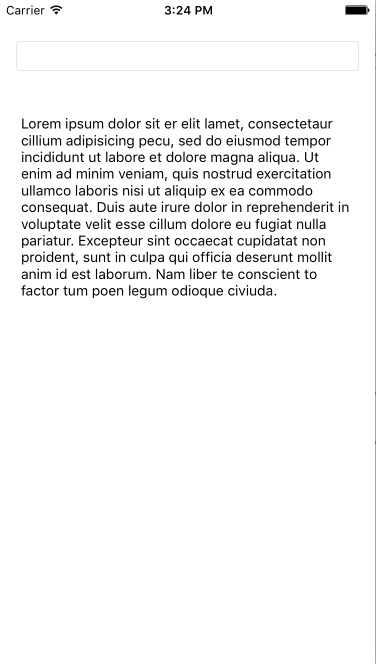 Carrier 3:24 PM
Lorem ipsum dolor sit er elit lamet, consectetaur
cillium adipisicing pecu, sed do eiusmod tempor
incididunt ut labore et dolore magna aliqua. Ut
enim ad minim veniam, quis nostrud exercitation
ullamco laboris nisi ut aliquip ex ea commodo
consequat. Duis aute irure dolor in reprehenderit in
voluptate velit esse cillum dolore eu fugiat nulla
pariatur. Excepteur sint occaecat cupidatat non
proident, sunt in culpa qui officia deserunt mollit
anim id est laborum. Nam liber te conscient to
factor tum poen legum odioque civiuda.